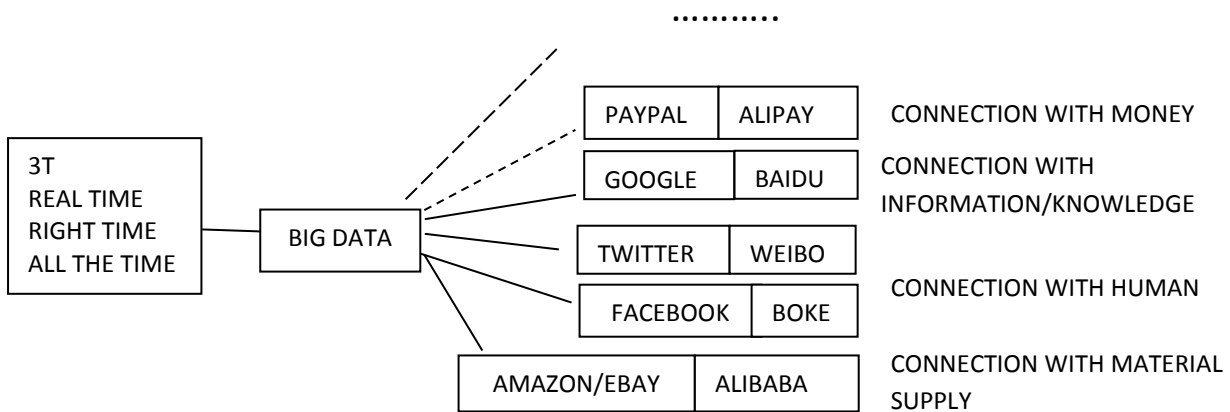 ...........
PAYPAL ALIPAY CONNECTION WITH MONEY
3T
REAL TIME
RIGHT TIME
ALL THE TIME
BIG DATA
GOOGLE BAIDU
CONNECTION WITH
INFORMATION/KNOWLEDGE
TWITTER WEIBO
FACEBOOK BOKE
CONNECTION WITH HUMAN
AMAZON/EBAY ALIBABA
CONNECTION WITH MATERIAL
SUPPLY